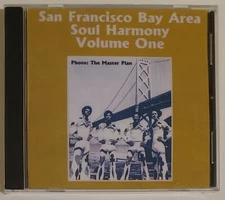 San Francisco Bay Area
Soul Harmony
Volume One
Photo: The Master Plan